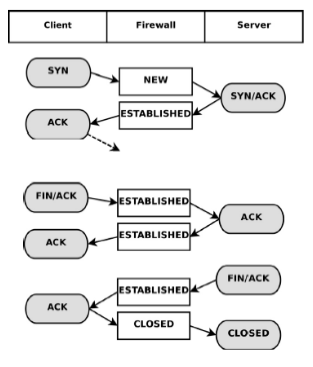 Client Firewall Server
SYN
NEW
SYN/ACK
ESTABLISHED
ACK
FIN/ACK
ESTABLISHED
ACK
ESTABLISHED
ACK
FIN/ACK
ESTABLISHED
ACK
CLOSED
CLOSED